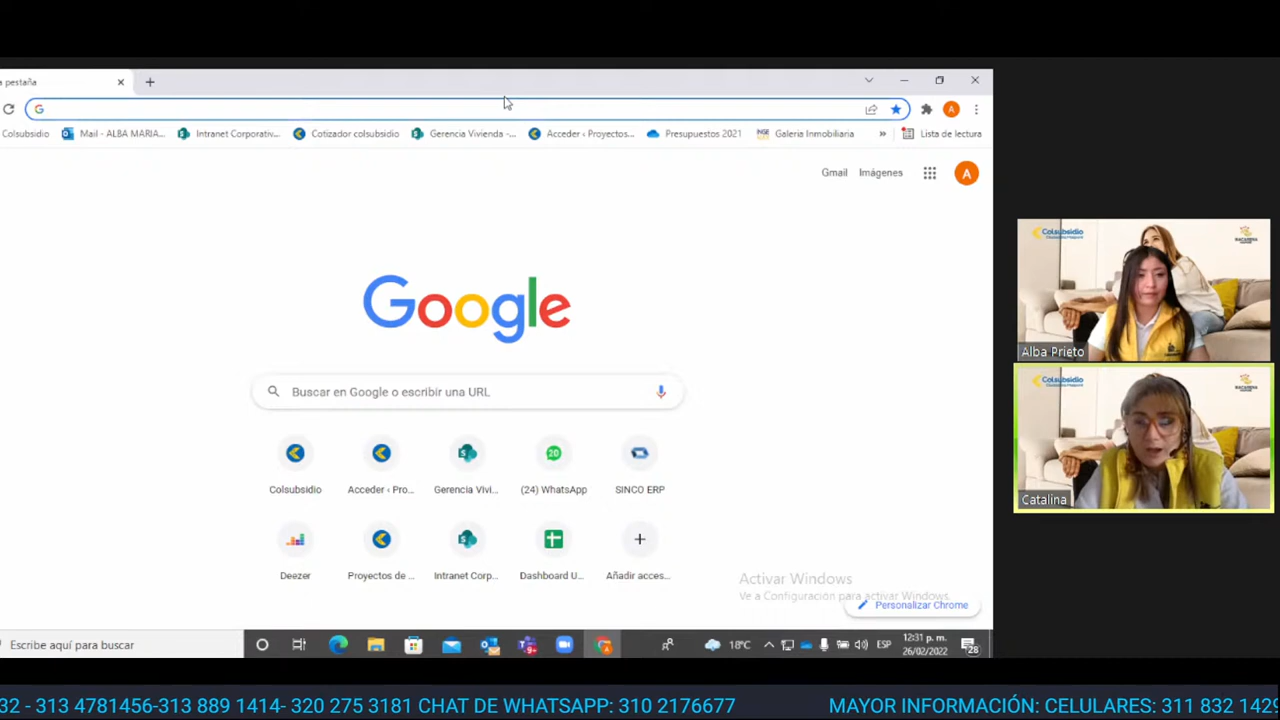 a pestaña
Colsubsidio
Mail - ALBA MARIA...
Intranet Corporativ...
Cotizador colsubsidio
Gerencia Vivienda -...
Acceder ‹ Proyectos...
Presupuestos 2021
Galeria Inmobiliaria
»
Lista de lectura
Gmail
Imágenes
A
Google
Buscar en Google o escribir una URL
Colsubsidio
Acceder ‹ Pro...
Gerencia Vivi...
20
(24) WhatsApp
SINCO ERP
Deezer
Proyectos de ...
Intranet Corp...
Dashboard U...
Añadir acces...
Activar Windows
Ve a Configuración para activar Windows.
Personalizar Chrome
Escribe aquí para buscar
18°C
ESP
12:31 p. m.
26/02/2022
28
Colsubsidio
Alba Prieto
Colsubsidio
Catalina
32 - 313 4781456-313 889 1414- 320 275 3181 CHAT DE WHATSAPP: 310 2176677
MAYOR INFORMACIÓN: CELULARES: 311 832 1429